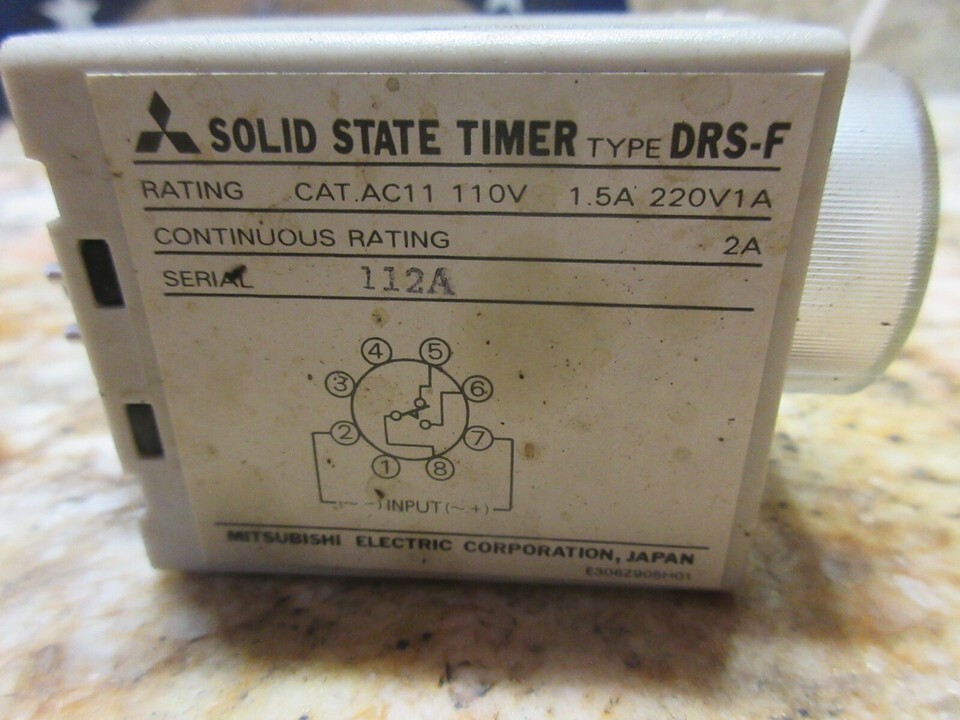 SOLID STATE TIMER TYPE DRS-F
RATING CAT.AC11 110V 1.5A 220V1A
CONTINUOUS RATING 2A
SERIAL 112A
4 5
3 6
2 7
1 8
(~ -) INPUT (~ +)
MITSUBISHI ELECTRIC CORPORATION, JAPAN